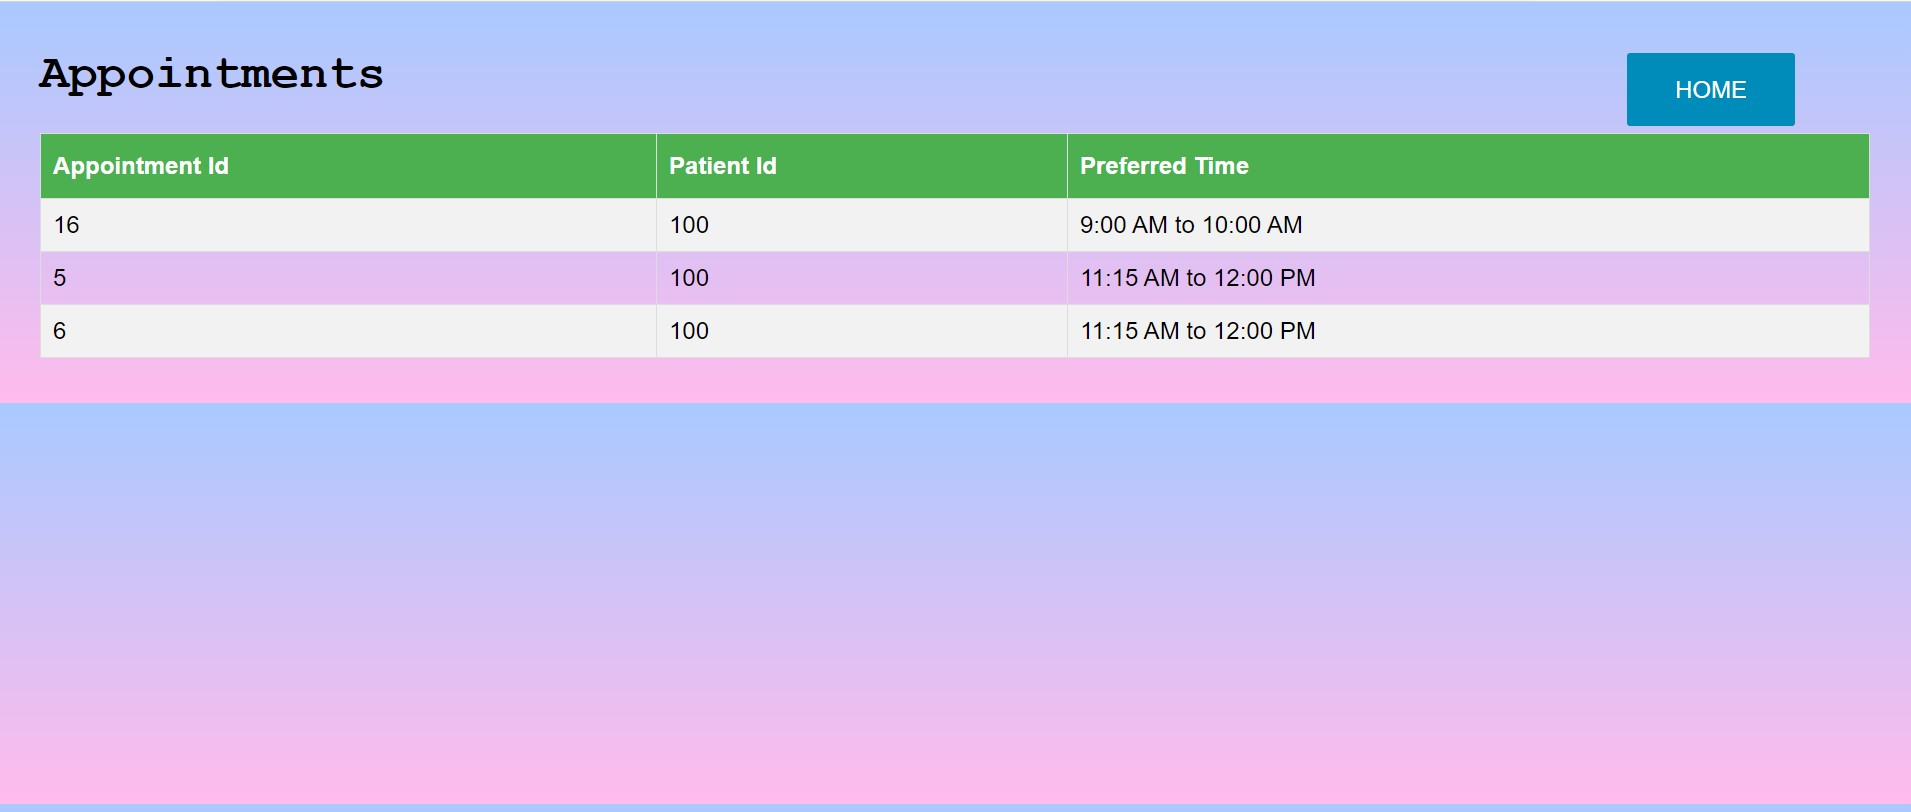 Appointments
HOME
Appointment Id Patient Id Preferred Time
16 100 9:00 AM to 10:00 AM
5 100 11:15 AM to 12:00 PM
6 100 11:15 AM to 12:00 PM